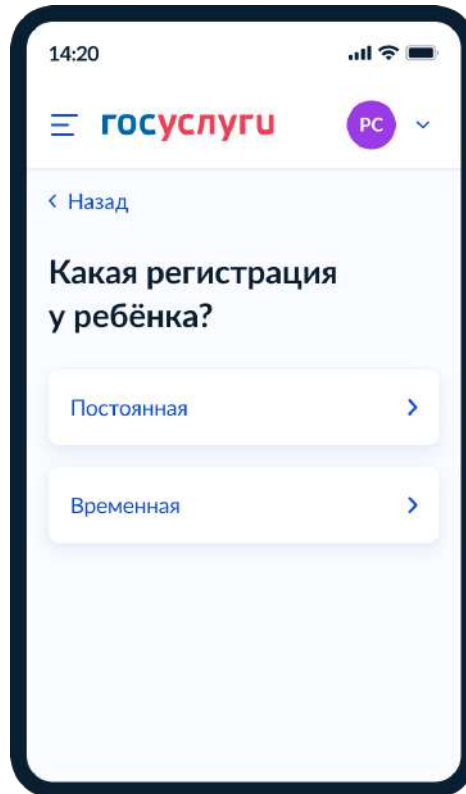 14:20
госуслуги
РС
Назад
Какая регистрация
у ребёнка?
Постоянная
Временная